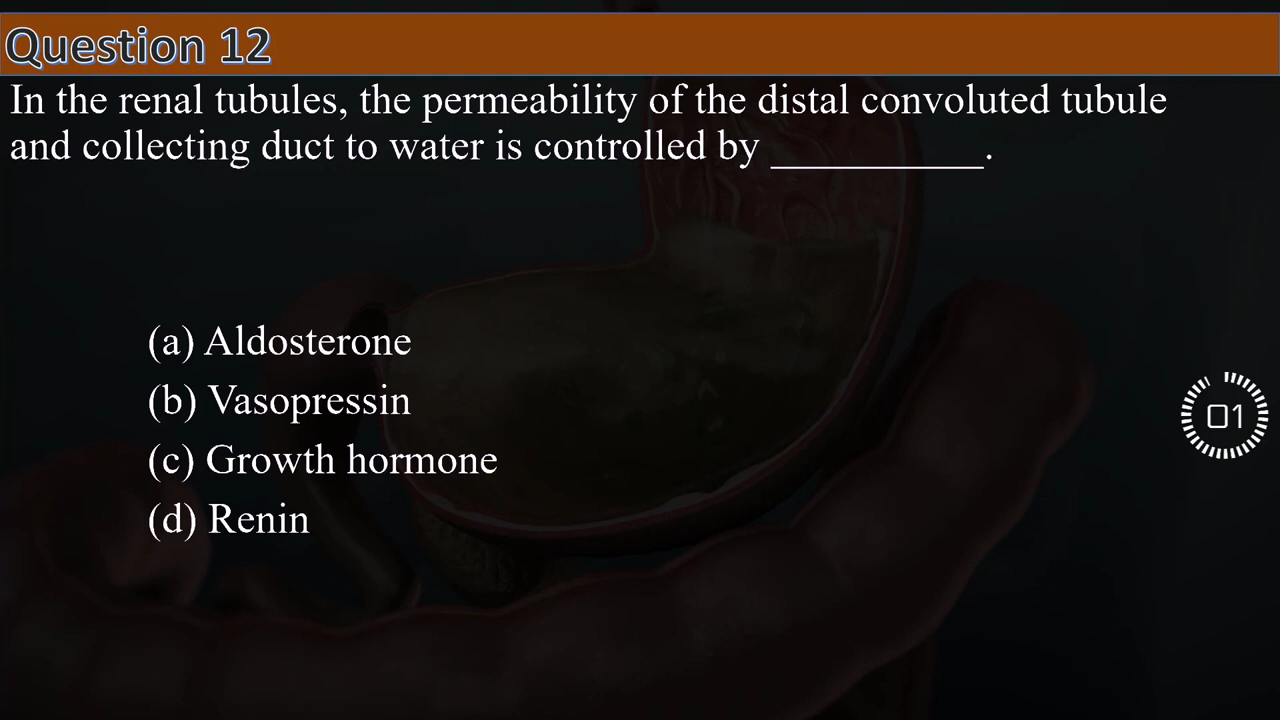 Question 12
In the renal tubules, the permeability of the distal convoluted tubule
and collecting duct to water is controlled by __________.
(a) Aldosterone
(b) Vasopressin
01
(c) Growth hormone
(d) Renin